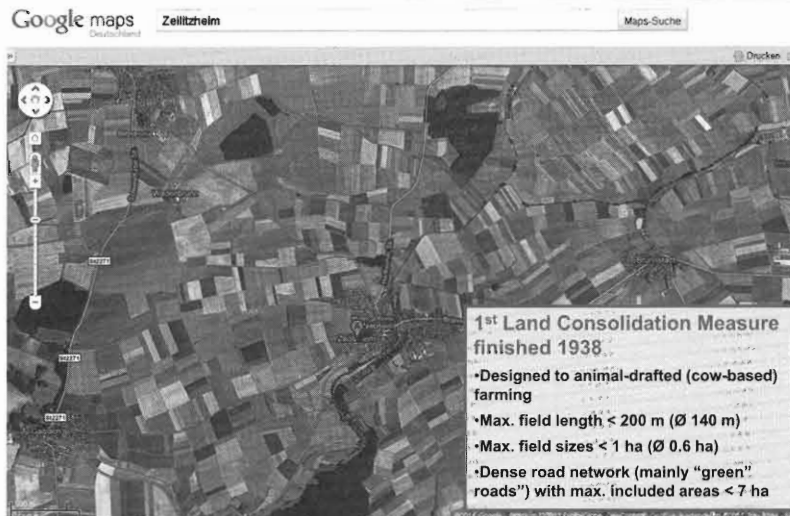 Google maps
Deutschland
Zeilitzheim
Maps-Suche
Drucken
1st Land Consolidation Measure
finished 1938
•Designed to animal-drafted (cow-based)
farming
•Max. field length < 200 m (Ø 140 m)
•Max. field sizes < 1 ha (Ø 0.6 ha)
•Dense road network (mainly “green”
roads”) with max. included areas < 7 ha